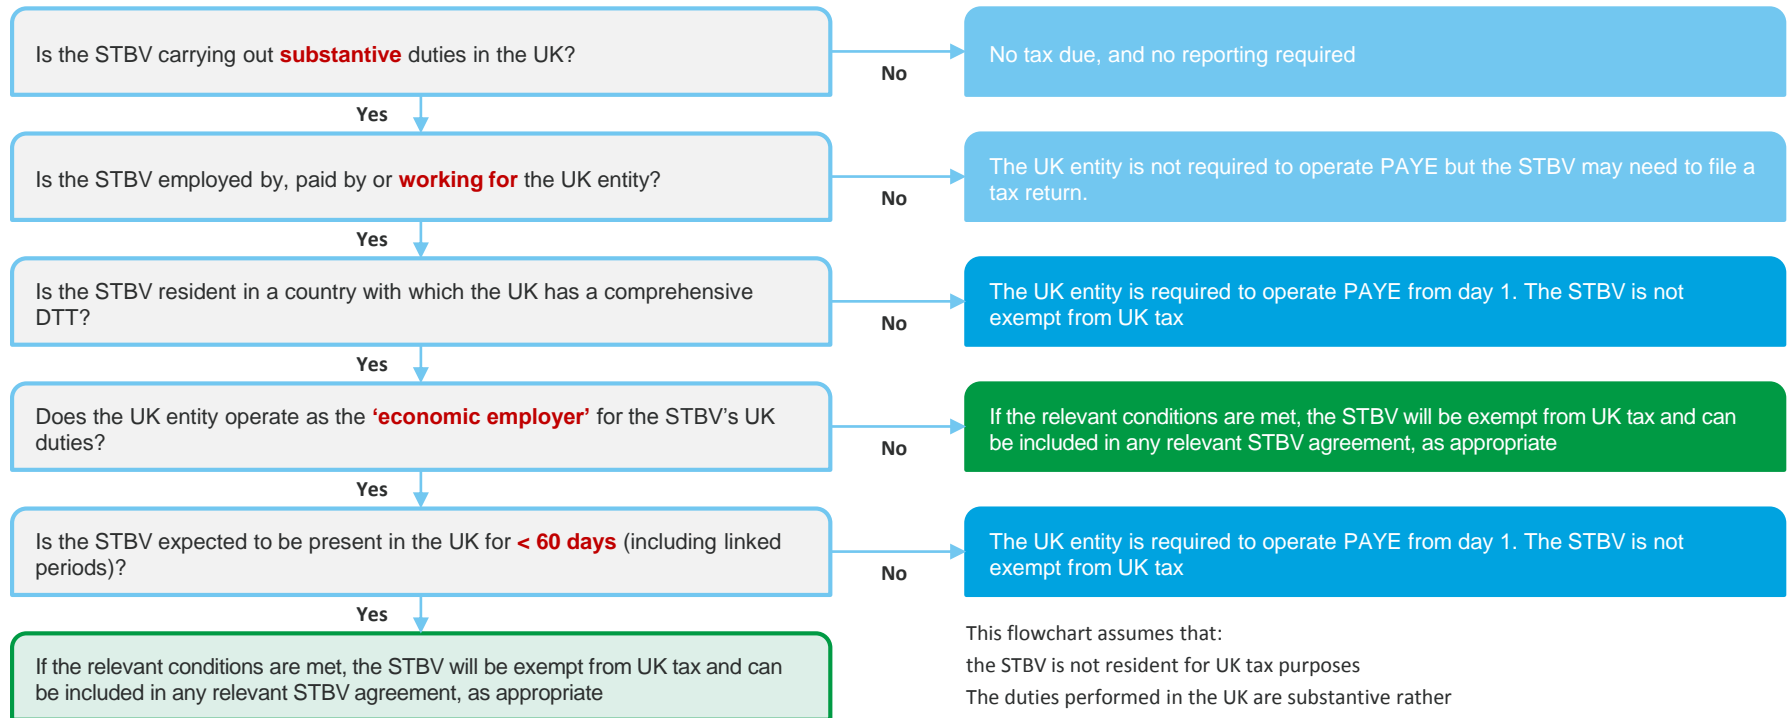 Is the STBV carrying out substantive duties in the UK?
No
No tax due, and no reporting required
Yes
Is the STBV employed by, paid by or working for the UK entity?
No
The UK entity is not required to operate PAYE but the STBV may need to file a
tax return.
Yes
Is the STBV resident in a country with which the UK has a comprehensive
DTT?
No
The UK entity is required to operate PAYE from day 1. The STBV is not
exempt from UK tax
Yes
Does the UK entity operate as the ‘economic employer’ for the STBV’s UK
duties?
No
If the relevant conditions are met, the STBV will be exempt from UK tax and can
be included in any relevant STBV agreement, as appropriate
Yes
Is the STBV expected to be present in the UK for < 60 days (including linked
periods)?
No
The UK entity is required to operate PAYE from day 1. The STBV is not
exempt from UK tax
Yes
If the relevant conditions are met, the STBV will be exempt from UK tax and can
be included in any relevant STBV agreement, as appropriate
This flowchart assumes that:
the STBV is not resident for UK tax purposes
The duties performed in the UK are substantive rather